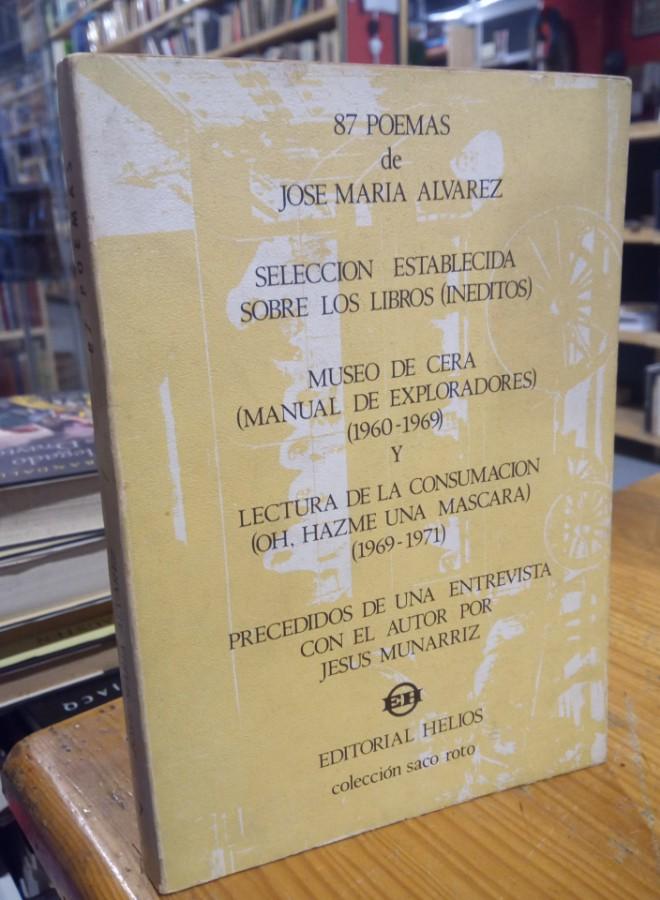 87 POEMAS
de
JOSE MARIA ALVAREZ
SELECCION ESTABLECIDA
SOBRE LOS LIBROS (INEDITOS)
MUSEO DE CERA
(MANUAL DE EXPLORADORES)
(1960-1969)
Y
LECTURA DE LA CONSUMACION
(OH, HAZME UNA MASCARA)
(1969-1971)
PRECEDIDOS DE UNA ENTREVISTA
CON EL AUTOR POR
JESUS MUNARRIZ
EH
EDITORIAL HELIOS
colección saco roto